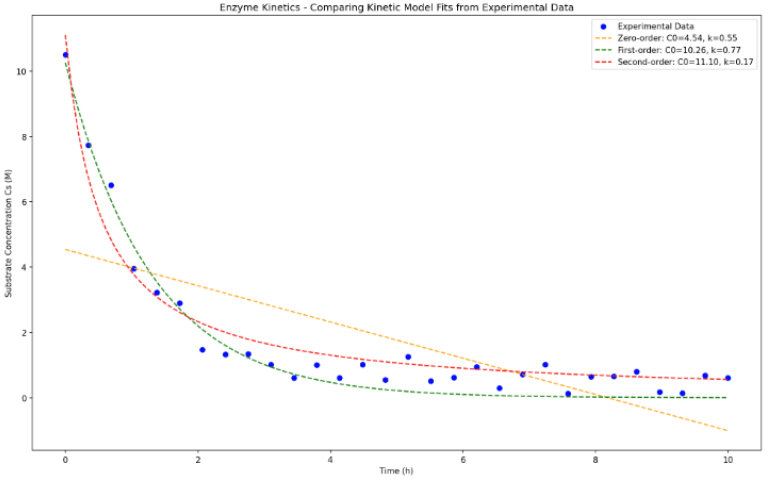 Enzyme Kinetics - Comparing Kinetic Model Fits from Experimental Data
Experimental Data
Zero-order: C0=4.54, k=0.55
First-order: C0=10.26, k=0.77
Second-order: C0=11.10, k=0.17
Substrate Concentration Cs (M)
10
8
6
4
2
0
0 2 4 6 8 10
Time (h)